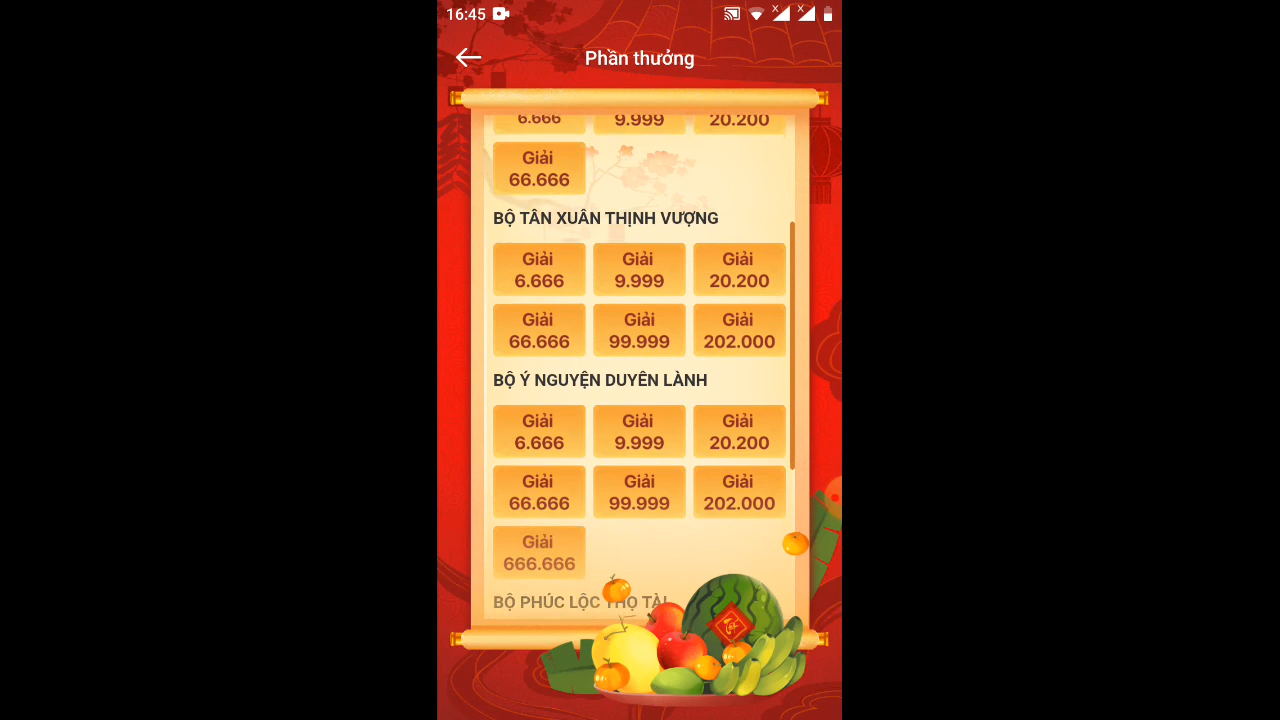 16:45
Phần thưởng
6.666 9.999 20.200
Giải
66.666
BỘ TÂN XUÂN THỊNH VƯỢNG
Giải Giải Giải
6.666 9.999 20.200
Giải Giải Giải
66.666 99.999 202.000
BỘ Ý NGUYỆN DUYÊN LÀNH
Giải Giải Giải
6.666 9.999 20.200
Giải Giải Giải
66.666 99.999 202.000
Giải
666.666
BỘ PHÚC LỘC THỌ TÀI